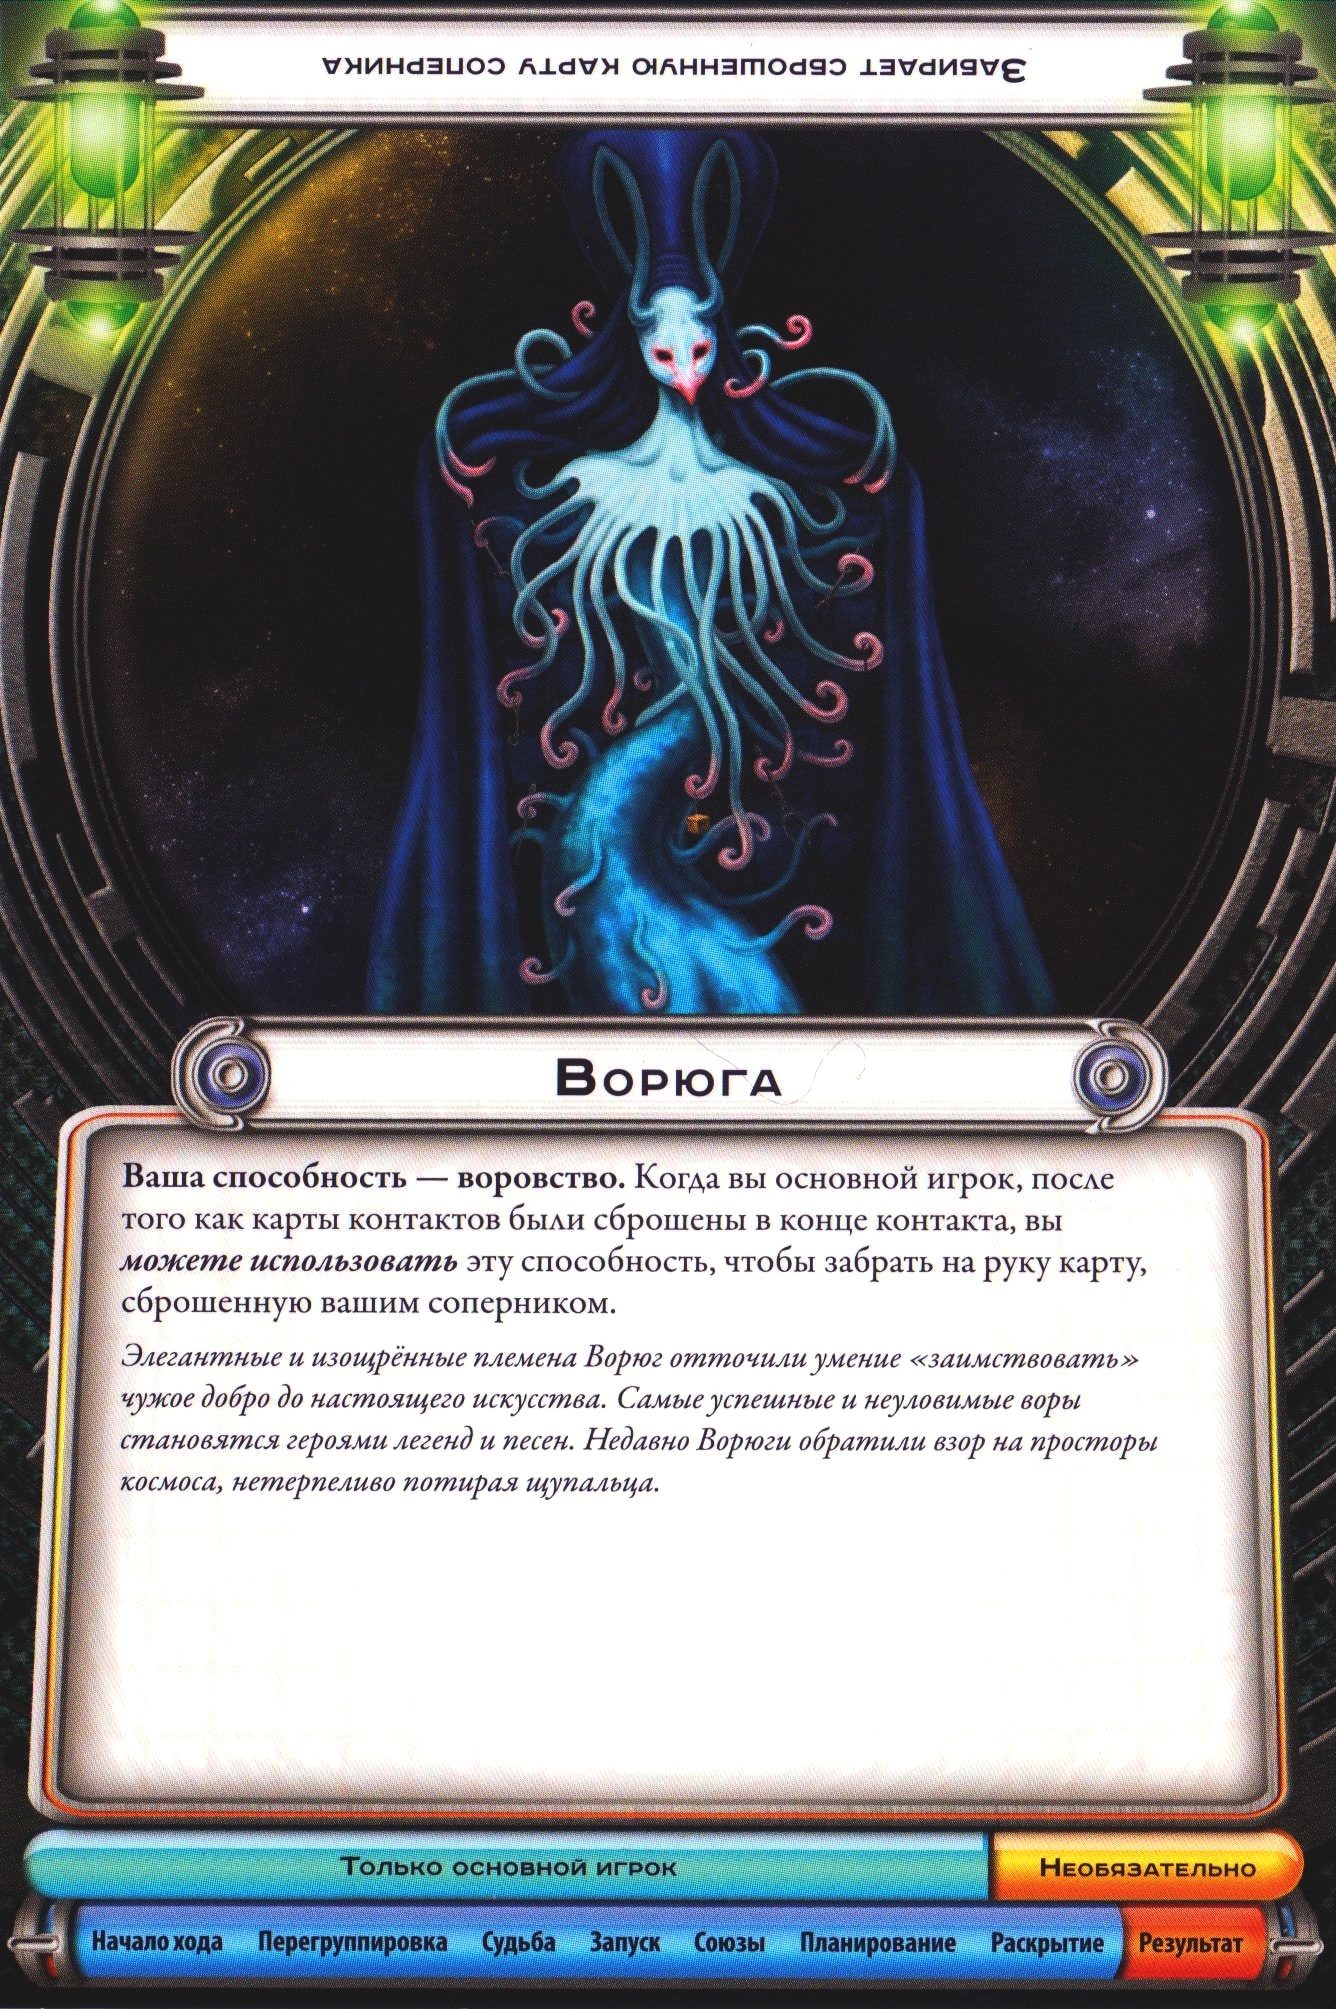 Забирает сброшенную карту соперника
Ворюга
Ваша способность — воровство. Когда вы основной игрок, после
того как карты контактов были сброшены в конце контакта, вы
можете использовать эту способность, чтобы забрать на руку карту,
сброшенную вашим соперником.
Элегантные и изощрённые племена Ворюг отточили умение «заимствовать»
чужое добро до настоящего искусства. Самые успешные и неуловимые воры
становятся героями легенд и песен. Недавно Ворюги обратили взор на просторы
космоса, нетерпеливо потирая щупальца.
Только основной игрок Необязательно
Начало хода Перегруппировка Судьба Запуск Союзы Планирование Раскрытие Результат